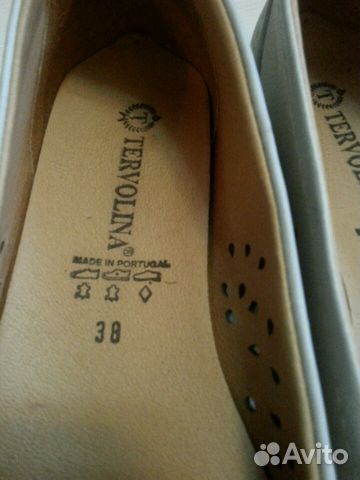 T
TERVOLINA®
MADE IN PORTUGAL
38
T
TERVOLINA
Avito